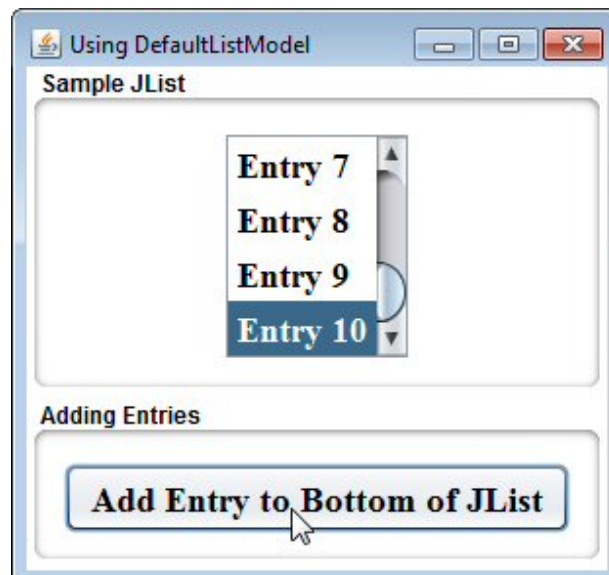 Using DefaultListModel
Sample JList
Entry 7
Entry 8
Entry 9
Entry 10
Adding Entries
Add Entry to Bottom of JList